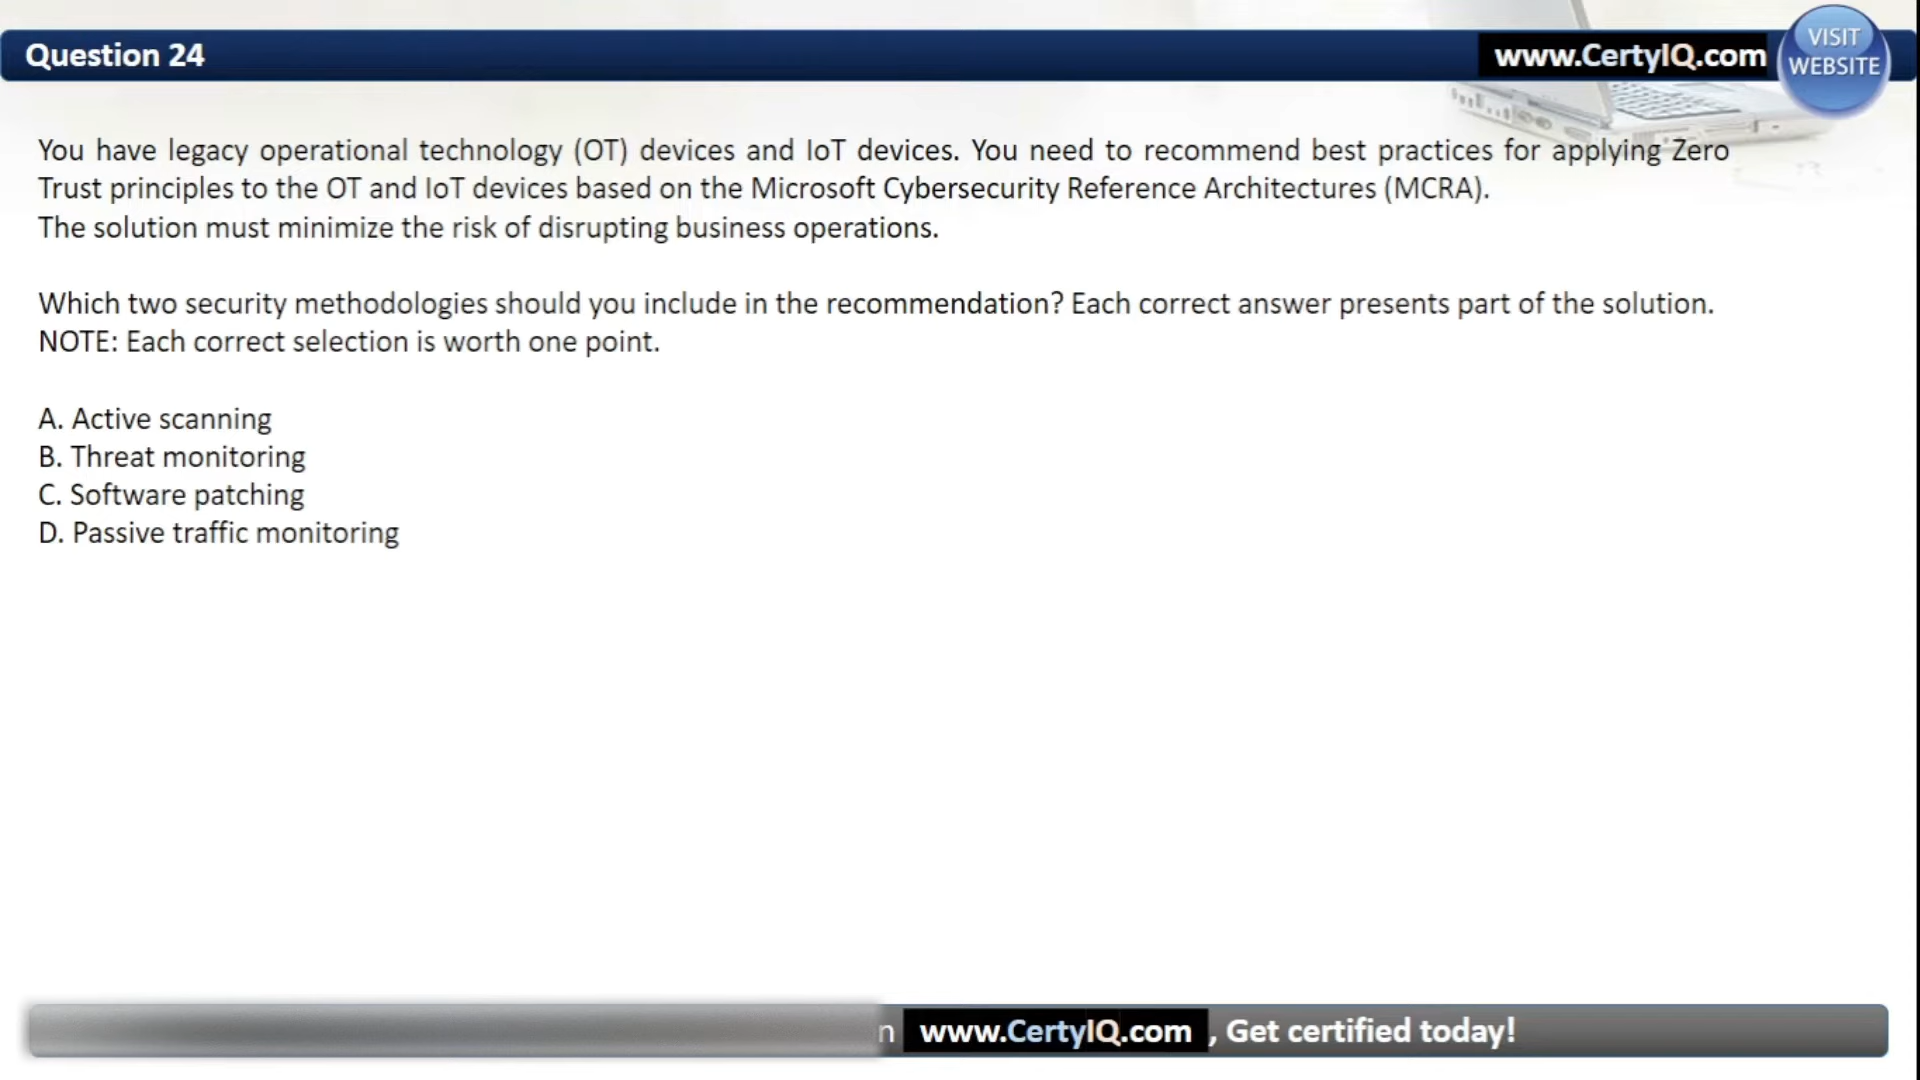 Question 24
www.CertyIQ.com
VISIT
WEBSITE
You have legacy operational technology (OT) devices and IoT devices. You need to recommend best practices for applying Zero
Trust principles to the OT and IoT devices based on the Microsoft Cybersecurity Reference Architectures (MCRA).
The solution must minimize the risk of disrupting business operations.
Which two security methodologies should you include in the recommendation? Each correct answer presents part of the solution.
NOTE: Each correct selection is worth one point.
A. Active scanning
B. Threat monitoring
C. Software patching
D. Passive traffic monitoring
www.CertyIQ.com , Get certified today!